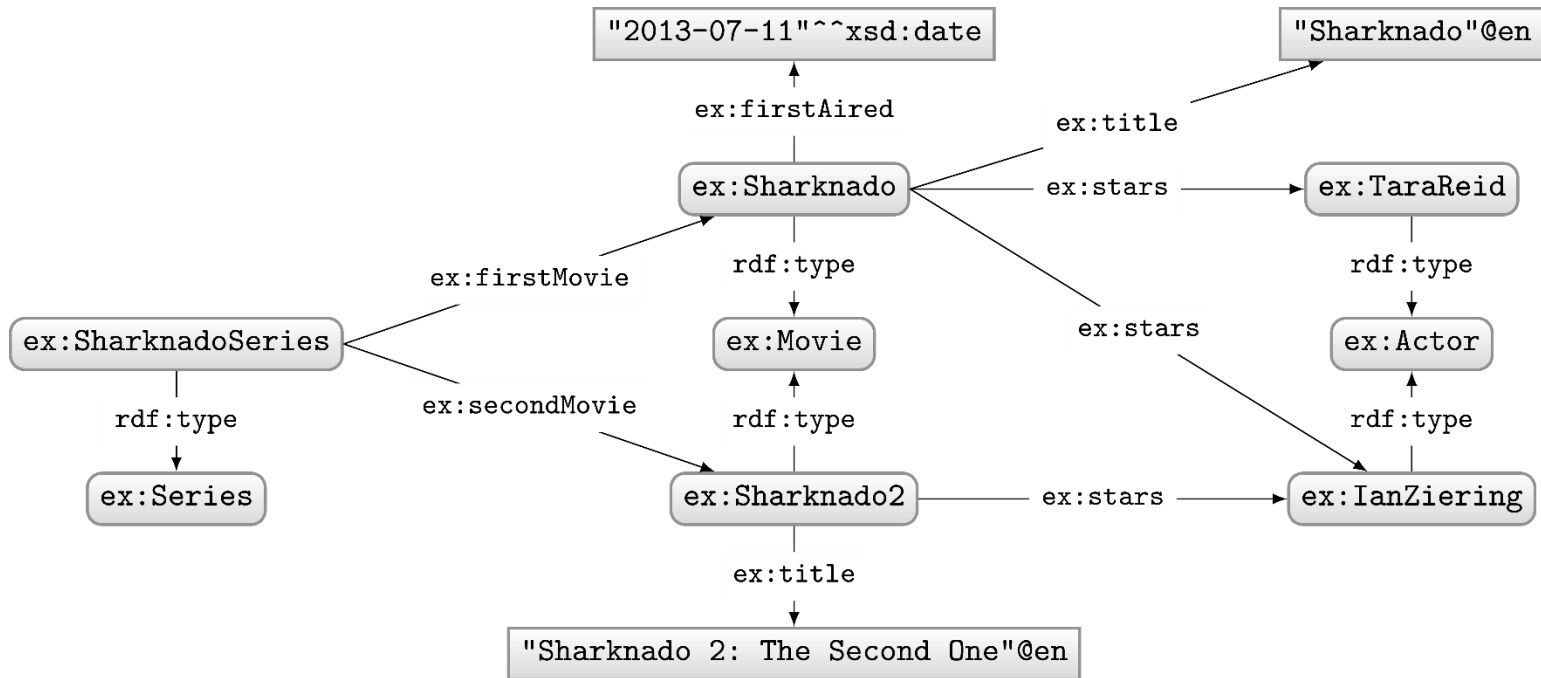 "2013-07-11"^^xsd:date
"Sharknado"@en
ex:firstAired
ex:title
ex:Sharknado
ex:stars
ex:TaraReid
ex:firstMovie
rdf:type
rdf:type
ex:SharknadoSeries
ex:Movie
ex:stars
ex:Actor
rdf:type
ex:secondMovie
rdf:type
rdf:type
ex:Series
ex:Sharknado2
ex:stars
ex:IanZiering
ex:title
"Sharknado 2: The Second One"@en